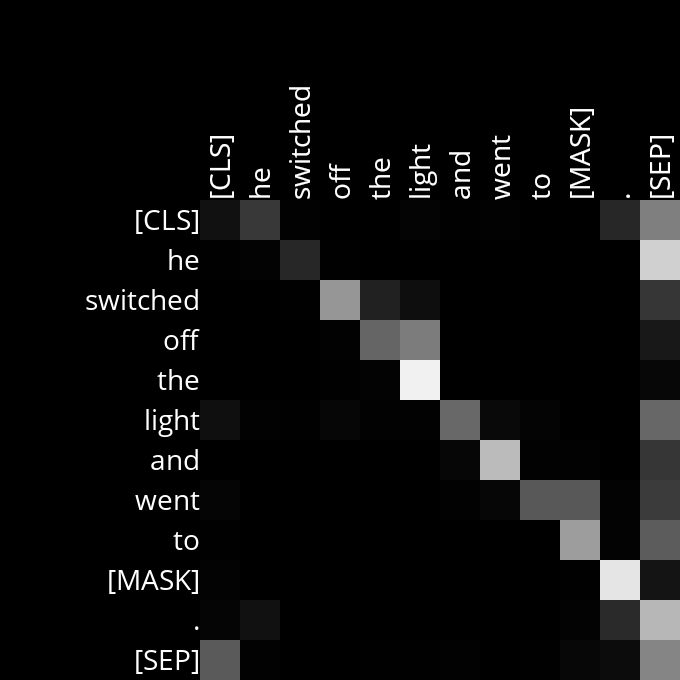 [CLS] he switched off the light and went to [MASK] . [SEP]
[CLS]
he
switched
off
the
light
and
went
to
[MASK]
.
[SEP]